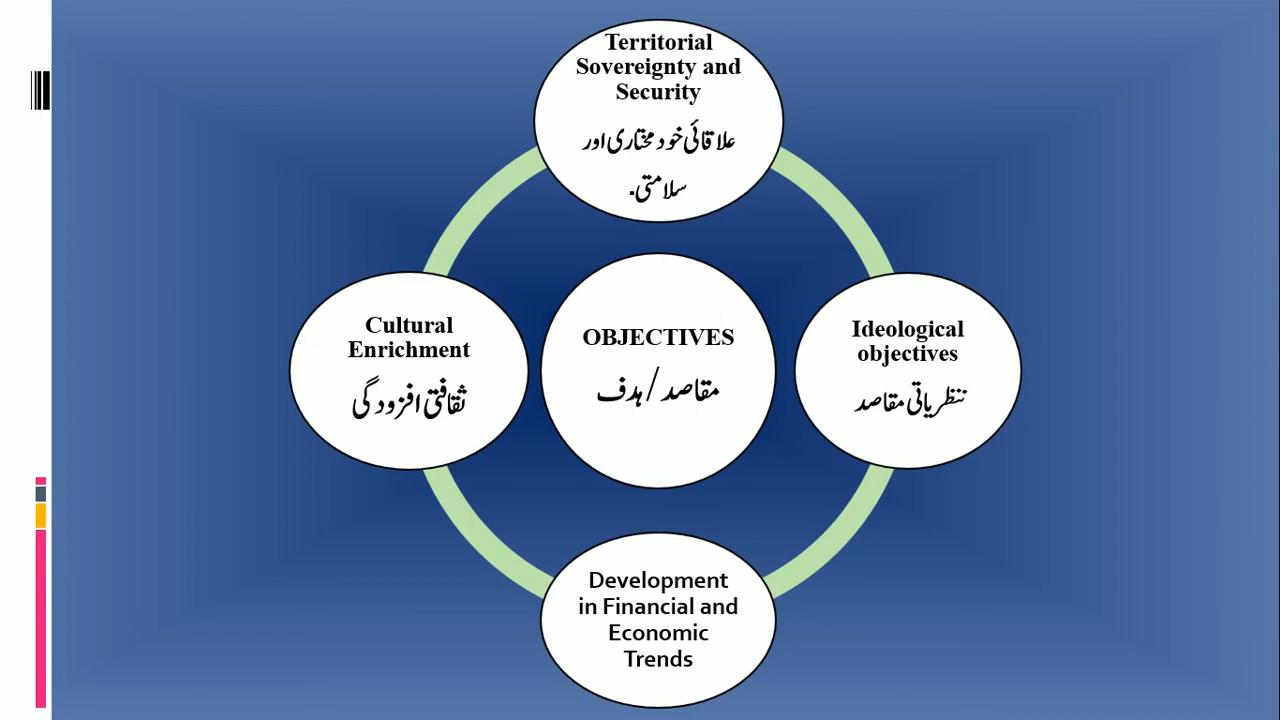 Territorial
Sovereignty and
Security
علاقائی خود مختاری اور
سلامتی۔
Cultural
Enrichment
ثقافتی افزودگی
OBJECTIVES
مقاصد / ہدف
Ideological
objectives
نظریاتی مقاصد
Development
in Financial and
Economic
Trends